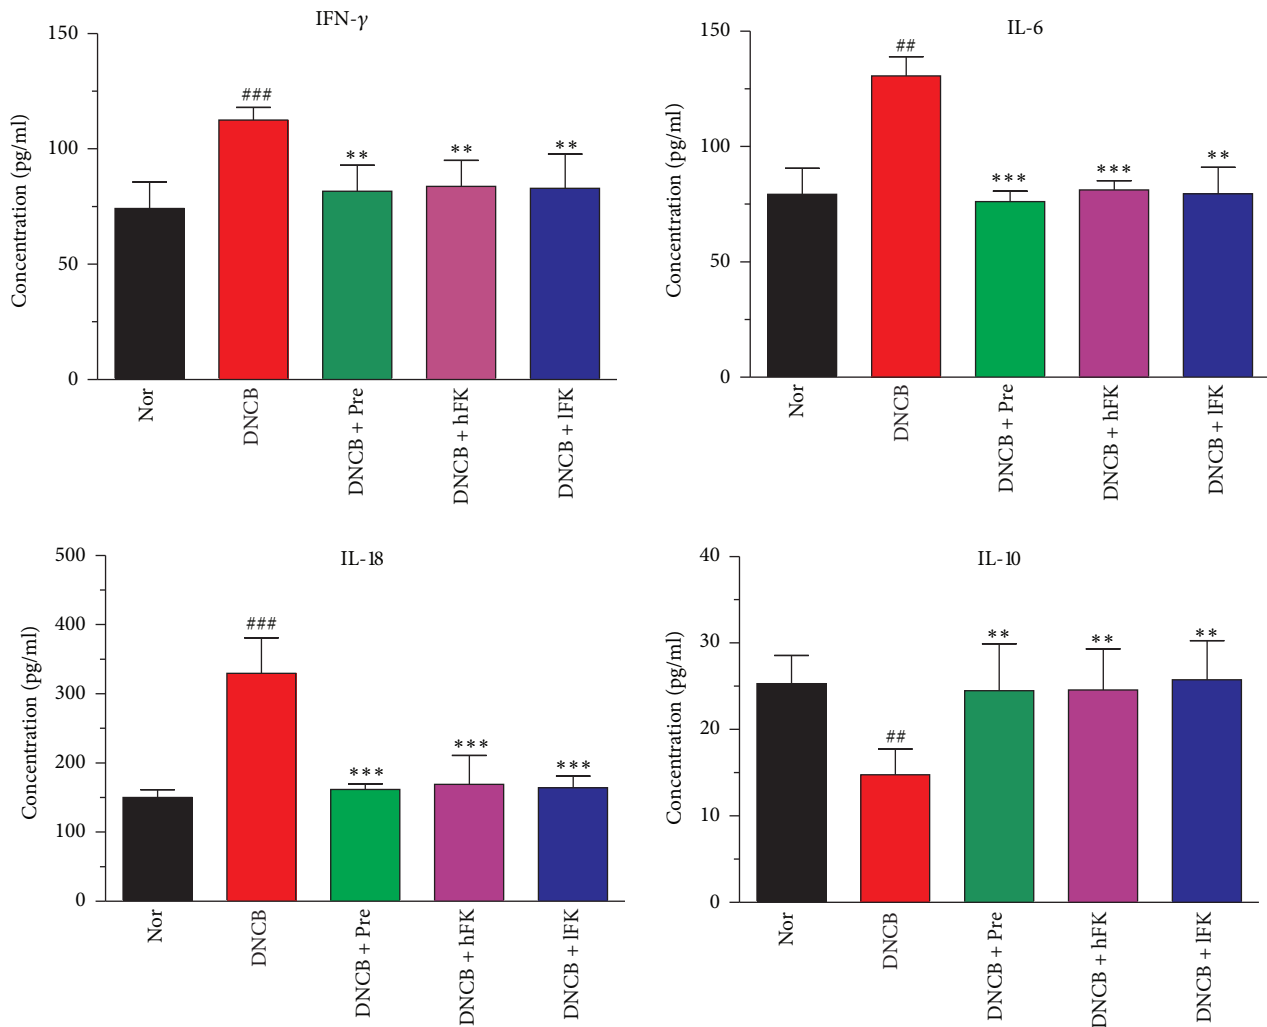 IFN-γ
Concentration (pg/ml)
150
100
50
0
###
**
**
**
Nor
DNCB
DNCB + Pre
DNCB + hFK
DNCB + lFK
IL-6
Concentration (pg/ml)
150
100
50
0
##
***
***
**
Nor
DNCB
DNCB + Pre
DNCB + hFK
DNCB + lFK
IL-18
Concentration (pg/ml)
500
400
300
200
100
0
###
***
***
***
Nor
DNCB
DNCB + Pre
DNCB + hFK
DNCB + lFK
IL-10
Concentration (pg/ml)
40
30
20
10
0
##
**
**
**
Nor
DNCB
DNCB + Pre
DNCB + hFK
DNCB + lFK